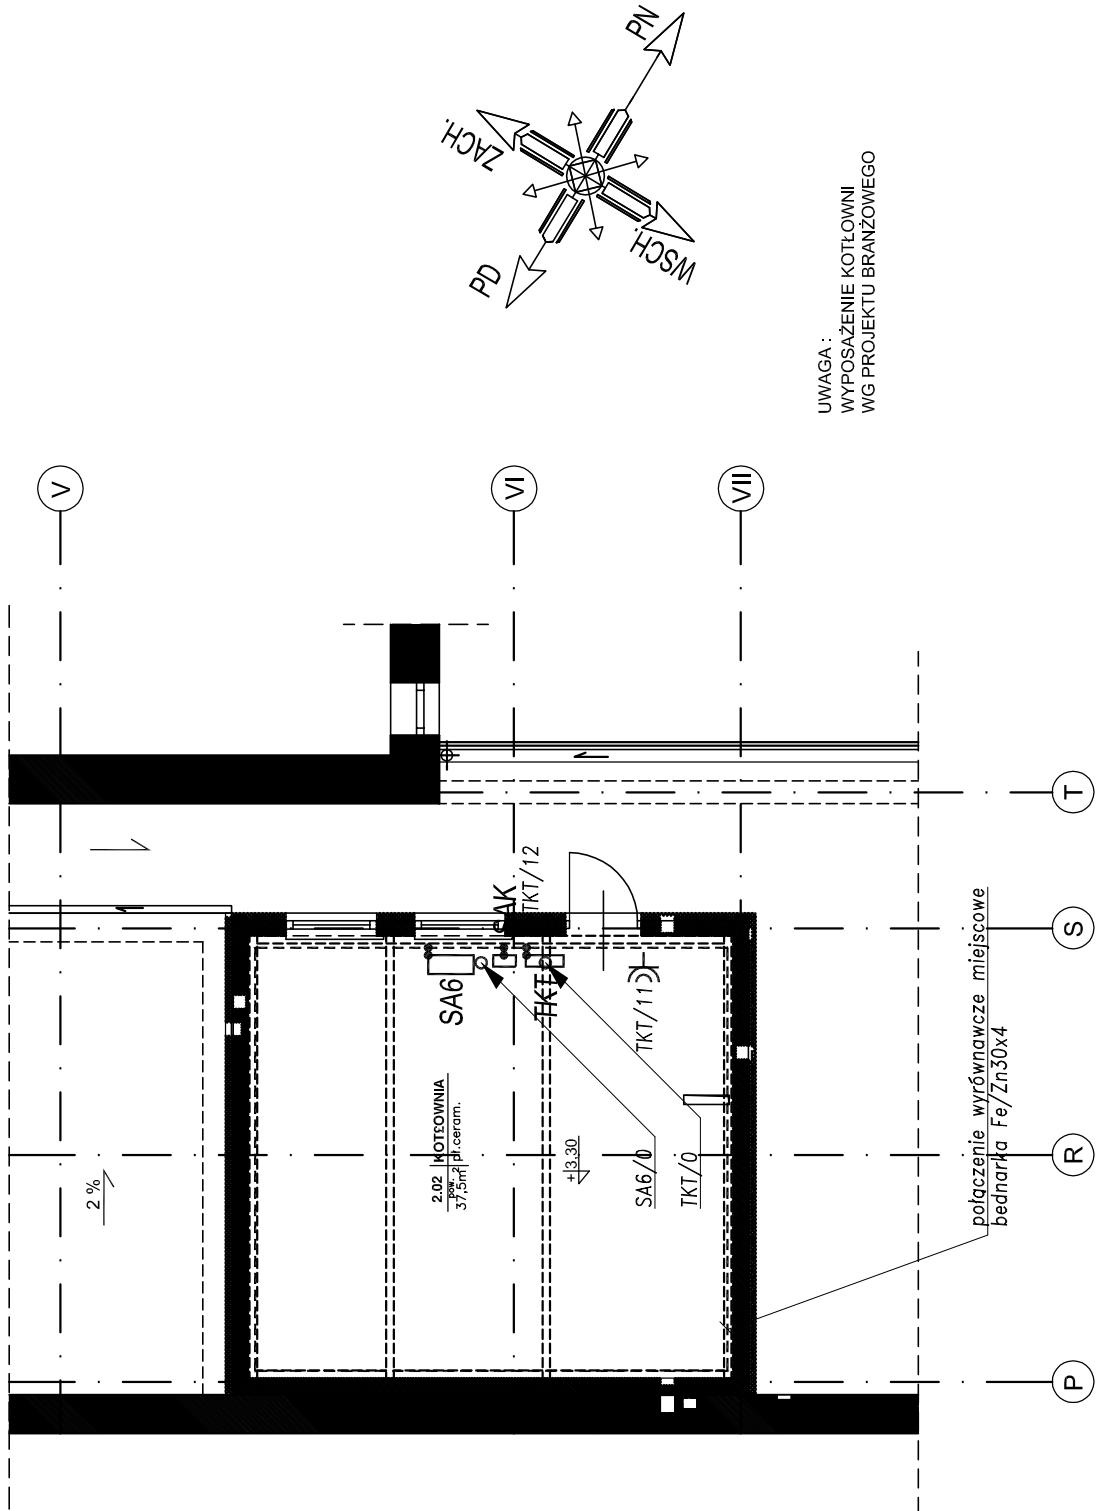 PN
ZACH.
PD
WSCH.
UWAGA :
WYPOSAŻENIE KOTŁOWNI
WG PROJEKTU BRANŻOWEGO
V
VI
VII
T
S
R
P
2 %
AK
TKT/12
SA6
TKT
TKT/11
2.02 KOTŁOWNIA
pow. pł.ceram.
37,5m2
+3,30
SA6/0
TKT/0
połączenie wyrównawcze miejscowe
bednarka Fe/Zn30x4